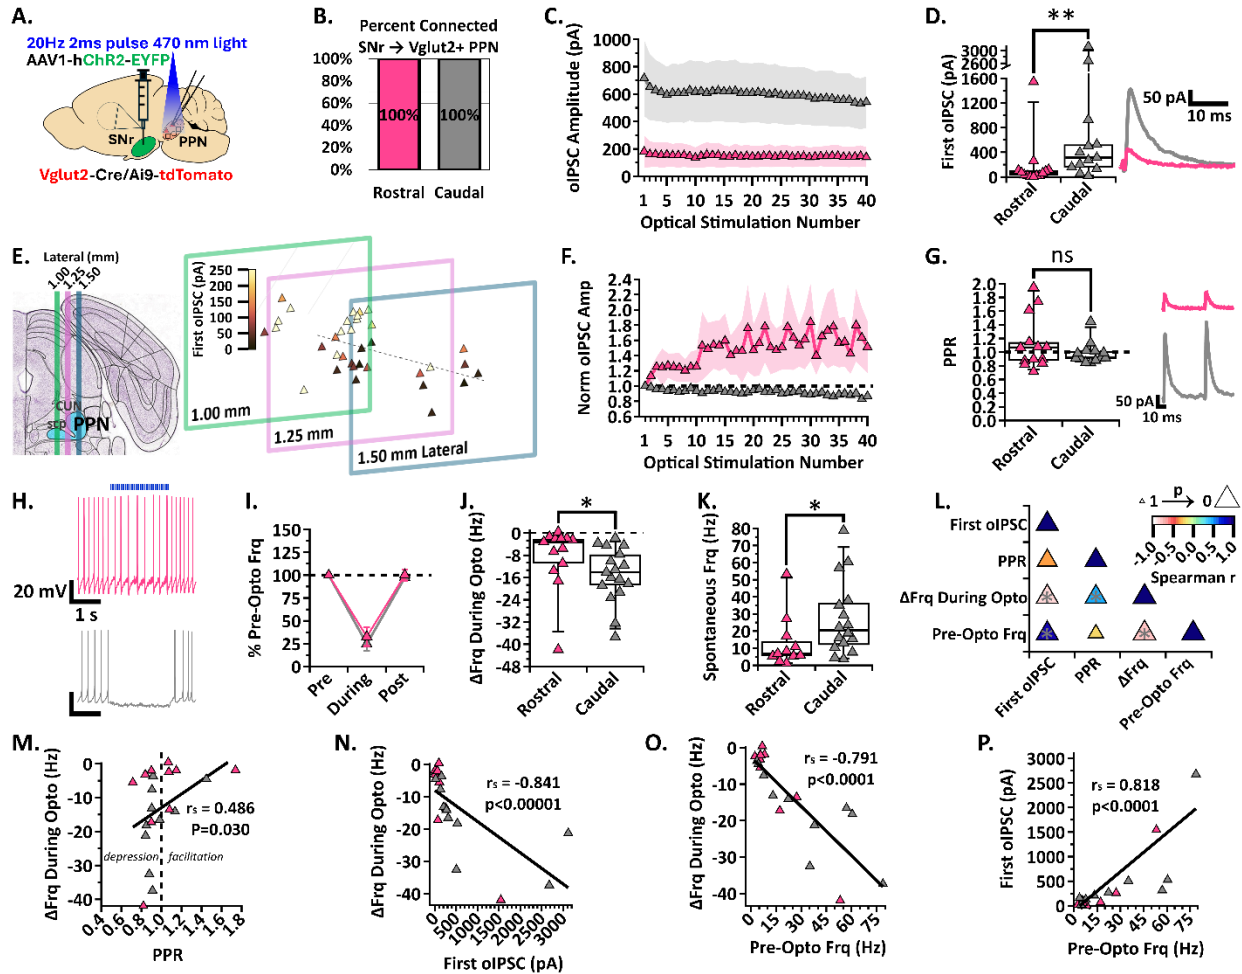 A.
20Hz 2ms pulse 470 nm light
AAV1-hChR2-EYFP
SNr
PPN
Vglut2-Cre/Ai9-tdTomato
B.
Percent Connected
SNr → Vglut2+ PPN
100%
80%
60%
40%
20%
0%
100%
100%
Rostral
Caudal
C.
oIPSC Amplitude (pA)
1000
800
600
400
200
0
1 5 10 15 20 25 30 35 40
Optical Stimulation Number
D.
**
First oIPSC (pA)
3000
2600
1600
1200
800
400
0
Rostral
Caudal
50 pA
10 ms
E.
Lateral (mm)
1.00
1.25
1.50
CUN
scp
PPN
First oIPSC (pA)
250
200
150
100
50
0
1.00 mm
1.25 mm
1.50 mm Lateral
F.
Norm oIPSC Amp
2.4
2.2
2.0
1.8
1.6
1.4
1.2
1.0
0.8
0.6
1 5 10 15 20 25 30 35 40
Optical Stimulation Number
G.
ns
PPR
2.0
1.8
1.6
1.4
1.2
1.0
0.8
0.6
0.4
0.2
0.0
Rostral
Caudal
50 pA
10 ms
H.
20 mV
1 s
I.
% Pre-Opto Frq
150
125
100
75
50
25
0
Pre
During
Post
J.
*
ΔFrq During Opto (Hz)
0
-8
-16
-24
-32
-40
-48
Rostral
Caudal
K.
*
Spontaneous Frq (Hz)
80
70
60
50
40
30
20
10
0
Rostral
Caudal
L.
p
1 → 0
-1.0
-0.5
0.0
0.5
1.0
Spearman r
First oIPSC
PPR
ΔFrq During Opto
Pre-Opto Frq
First oIPSC
PPR
ΔFrq
Pre-Opto Frq
M.
ΔFrq During Opto (Hz)
0
-10
-20
-30
-40
rs = 0.486
P=0.030
depression
facilitation
0.4
0.6
0.8
1.0
1.2
1.4
1.6
1.8
PPR
N.
ΔFrq During Opto (Hz)
0
-10
-20
-30
-40
rs = -0.841
p<0.00001
0
500
1000
1500
2000
2500
3000
First oIPSC (pA)
O.
ΔFrq During Opto (Hz)
0
-10
-20
-30
-40
rs = -0.791
p<0.0001
0
15
30
45
60
75
Pre-Opto Frq (Hz)
P.
First oIPSC (pA)
3000
2500
2000
1500
1000
500
0
rs = 0.818
p<0.0001
0
15
30
45
60
75
Pre-Opto Frq (Hz)